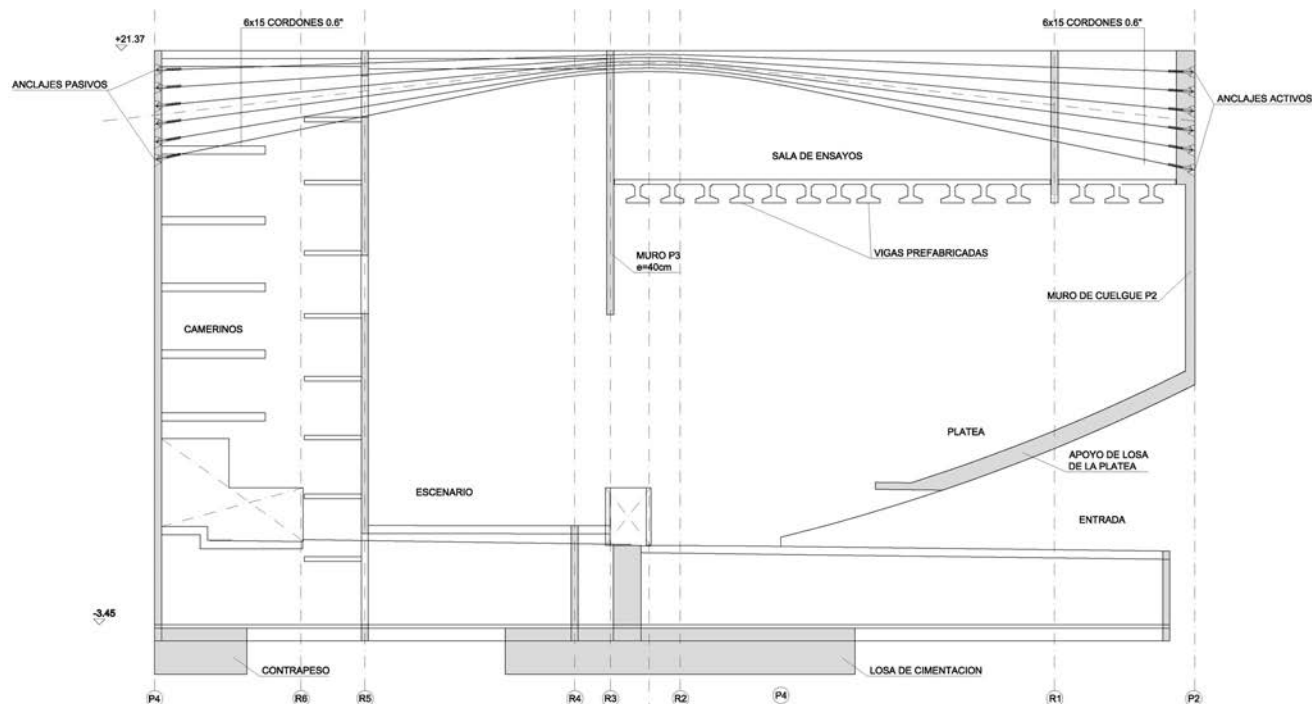 6x15 CORDONES 0.6"
6x15 CORDONES 0.6"
+21.37
ANCLAJES PASIVOS
ANCLAJES ACTIVOS
SALA DE ENSAYOS
MURO P3
e=40cm
VIGAS PREFABRICADAS
MURO DE CUELGUE P2
CAMERINOS
PLATEA
APOYO DE LOSA
DE LA PLATEA
ESCENARIO
ENTRADA
-3.45
CONTRAPESO
LOSA DE CIMENTACION
P4
R6
R5
R4
R3
R2
P4
R1
P2